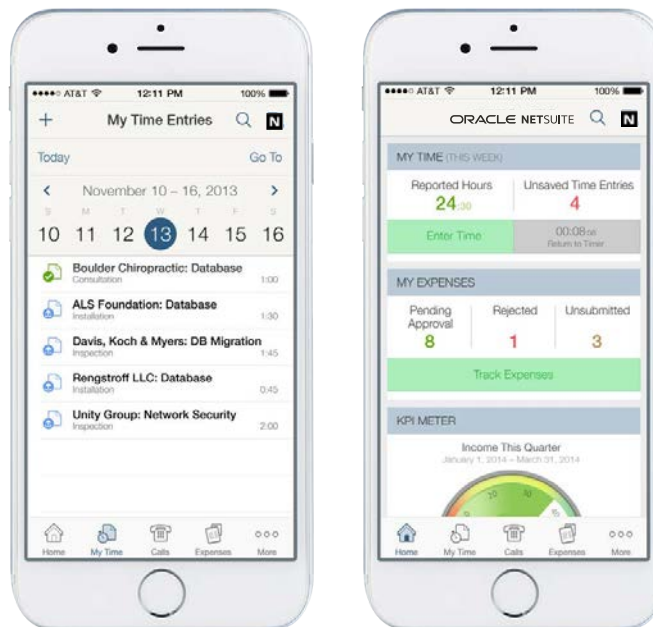 AT&T 12:11 PM 100%
My Time Entries
N
Today Go To
November 10 – 16, 2013
S M T W T F S
10 11 12 13 14 15 16
Boulder Chiropractic: Database
Consultation 1:00
ALS Foundation: Database
Installation 1:30
Davis, Koch & Myers: DB Migration
Inspection 1:45
Rengstroff LLC: Database
Installation 0:45
Unity Group: Network Security
Inspection 2:00
Home My Time Calls Expenses More
AT&T 12:11 PM 100%
ORACLE NETSUITE
N
MY TIME (THIS WEEK)
Reported Hours Unsaved Time Entries
24:30 4
Enter Time 00:08
Return to Timer
MY EXPENSES
Pending Approval Rejected Unsubmitted
8 1 3
Track Expenses
KPI METER
Income This Quarter
January 1, 2014 – March 31, 2014
20 30
Home My Time Calls Expenses More